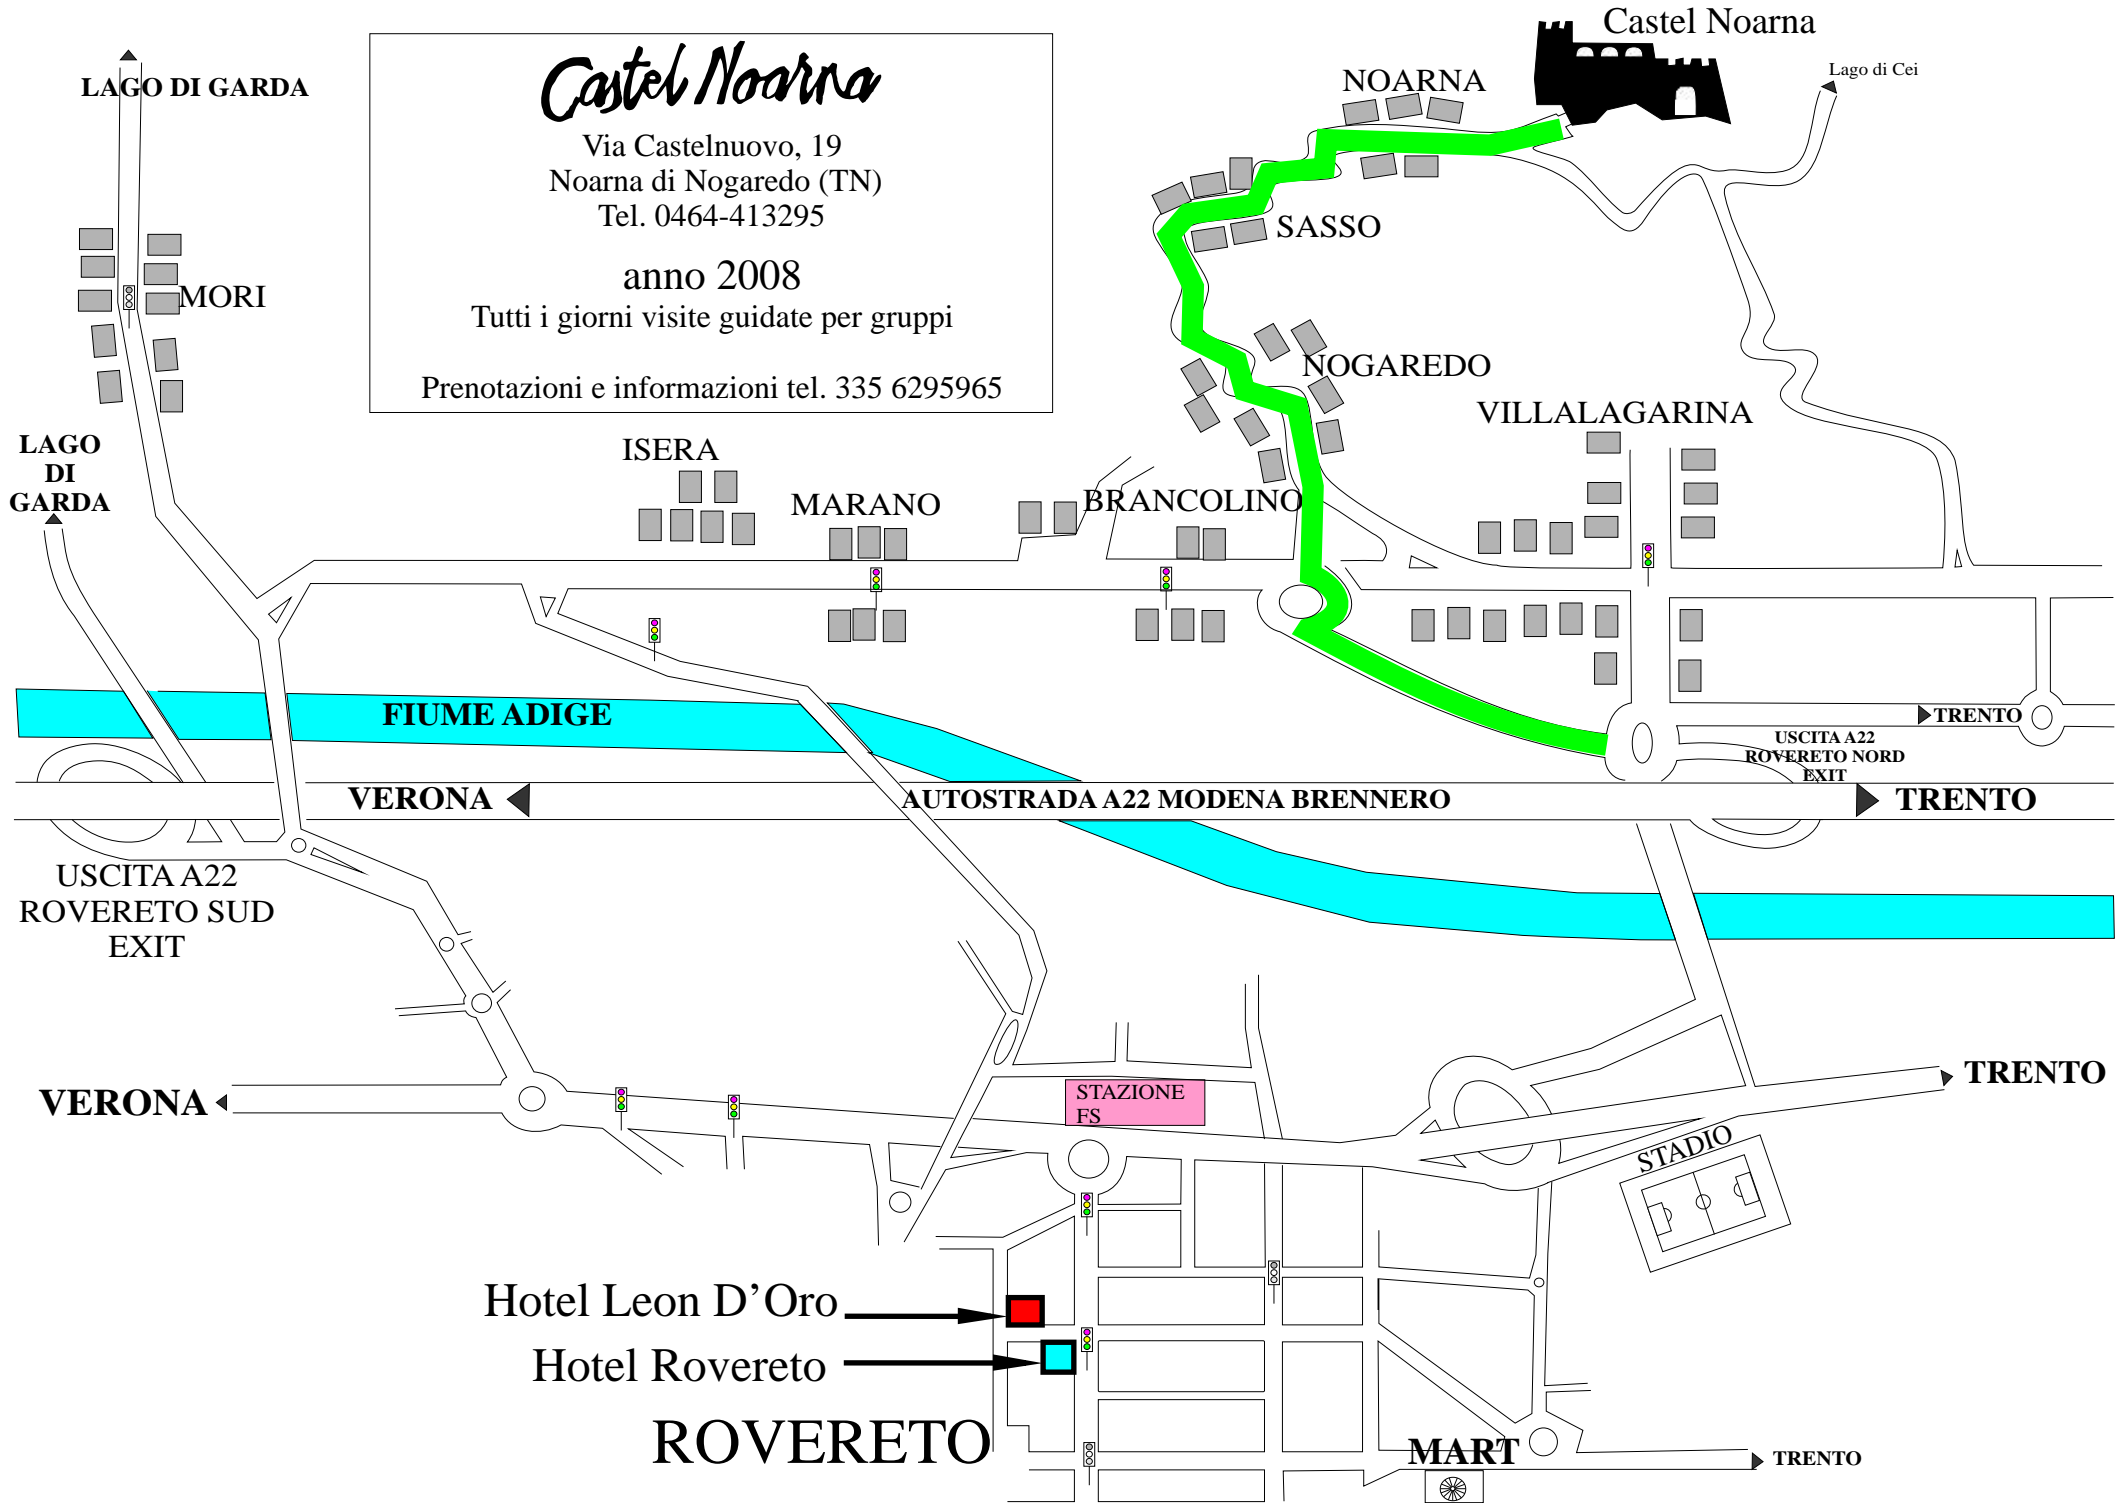 Castel Noarna
LAGO DI GARDA
Castel Noarna
Via Castelnuovo, 19
Noarna di Nogaredo (TN)
Tel. 0464-413295
anno 2008
Tutti i giorni visite guidate per gruppi
Prenotazioni e informazioni tel. 335 6295965
NOARNA
Lago di Cei
SASSO
MORI
NOGAREDO
VILLALAGARINA
LAGO
DI
GARDA
ISERA
MARANO
BRANCOLINO
FIUME ADIGE
TRENTO
USCITA A22
ROVERETO NORD
EXIT
VERONA
AUTOSTRADA A22 MODENA BRENNERO
TRENTO
USCITA A22
ROVERETO SUD
EXIT
VERONA
STAZIONE
FS
TRENTO
STADIO
Hotel Leon D’Oro
Hotel Rovereto
ROVERETO
MART
TRENTO